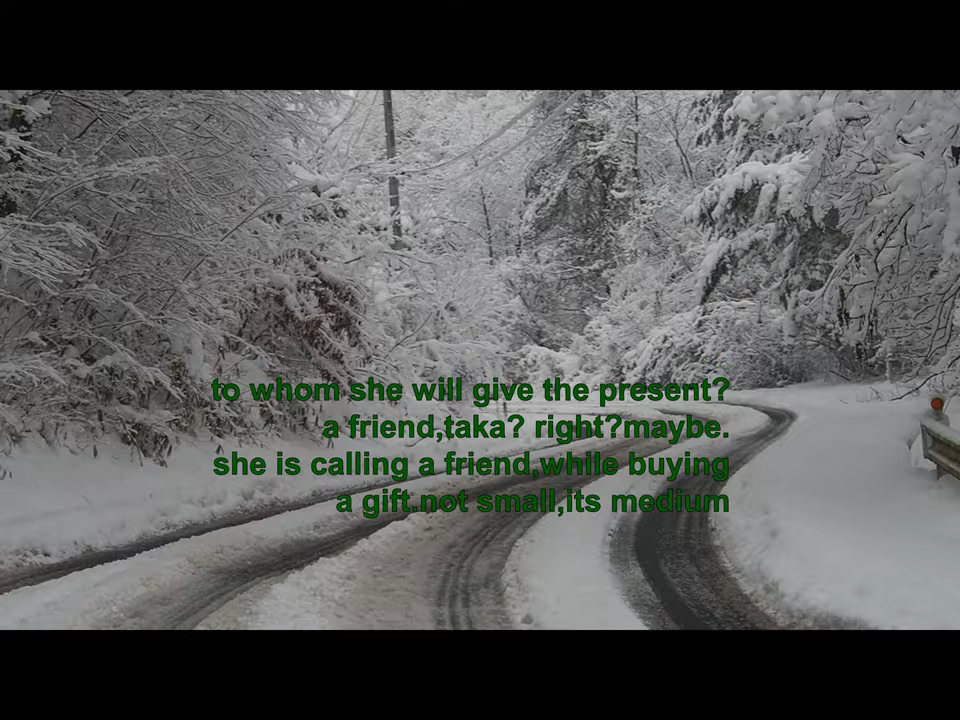 to whom she will give the present?
a friend,taka? right?maybe.
she is calling a friend,while buying
a gift.not small,its medium